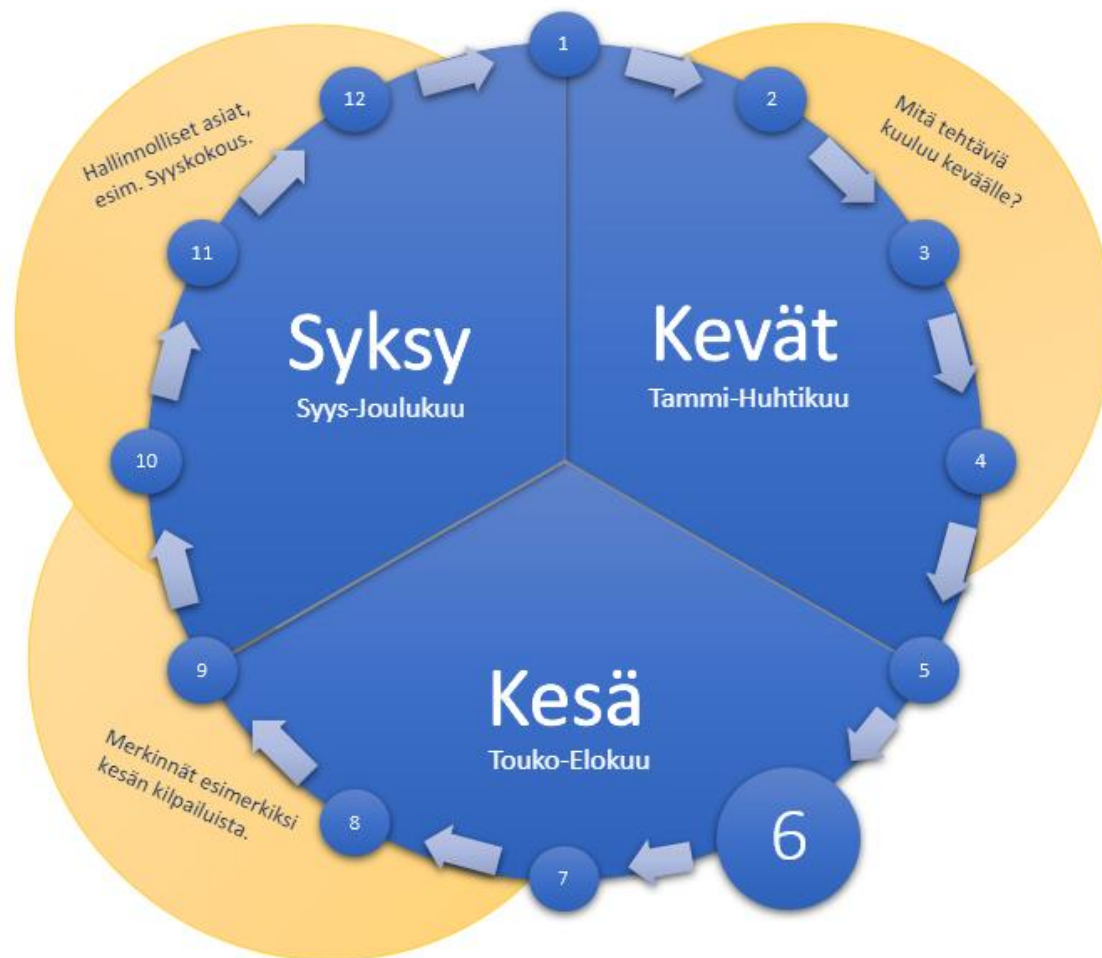 1
2
3
4
5
6
7
8
9
10
11
12
Hallinnolliset asiat,
esim. Syyskokous.
Mitä tehtäviä
kuuluu keväälle?
Syksy
Syys-Joulukuu
Kevät
Tammi-Huhtikuu
Kesä
Touko-Elokuu
Merkinnät esimerkiksi
kesän kilpailuista.